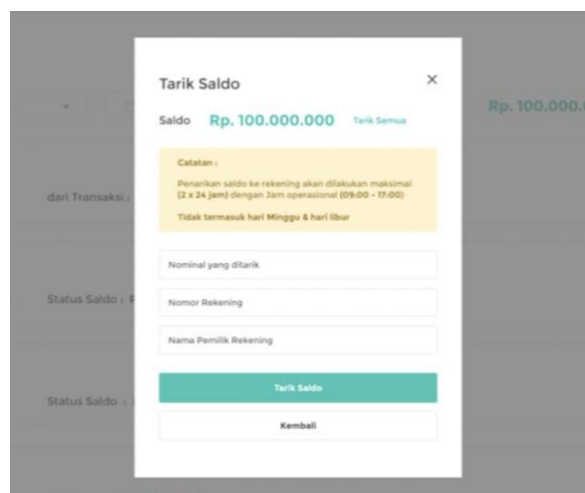 Tarik Saldo
Saldo Rp. 100.000.000 Tarik Semua
Rp. 100.000.
Catatan :
Penarikan saldo ke rekening akan dilakukan maksimal
(2 x 24 jam) dengan Jam operasional (09:00 - 17:00)
Tidak termasuk hari Minggu & hari libur
dari Transaksi :
Nominal yang ditarik
Status Saldo :
Nomor Rekening
Nama Pemilik Rekening
Tarik Saldo
Status Saldo :
Kembali